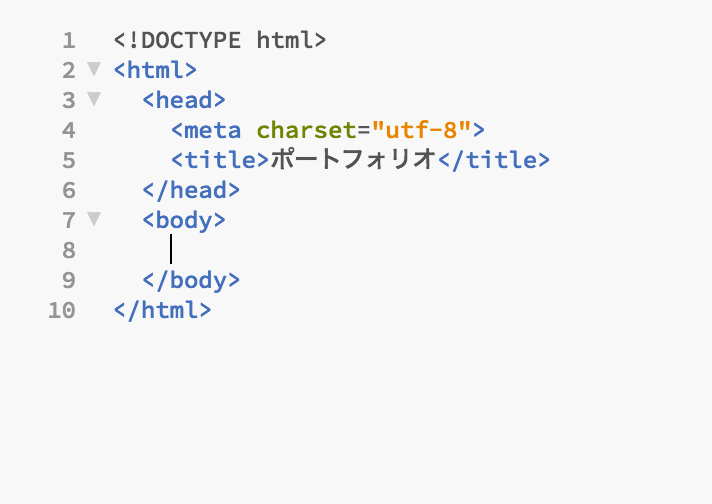 1 <!DOCTYPE html>
2 <html>
3 <head>
4 <meta charset="utf-8">
5 <title>ポートフォリオ</title>
6 </head>
7 <body>
8
9 </body>
10 </html>